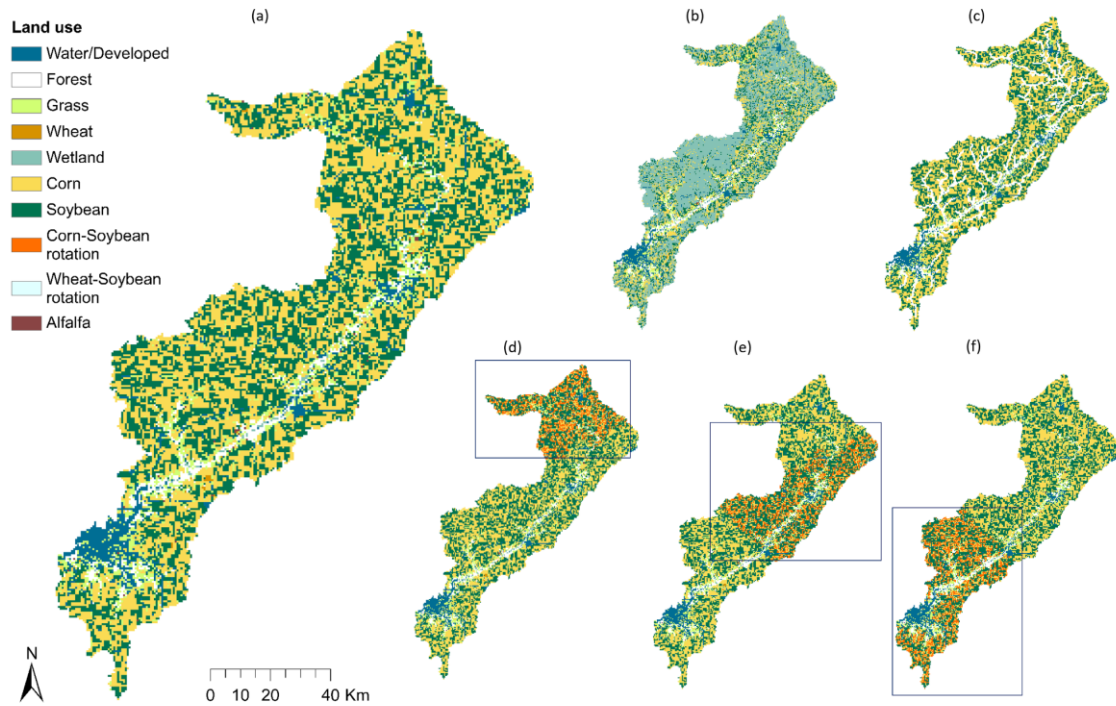 (a)
(b)
(c)
Land use
Water/Developed
Forest
Grass
Wheat
Wetland
Corn
Soybean
Corn-Soybean
rotation
Wheat-Soybean
rotation
Alfalfa
(d)
(e)
(f)
N
0 10 20 40 Km